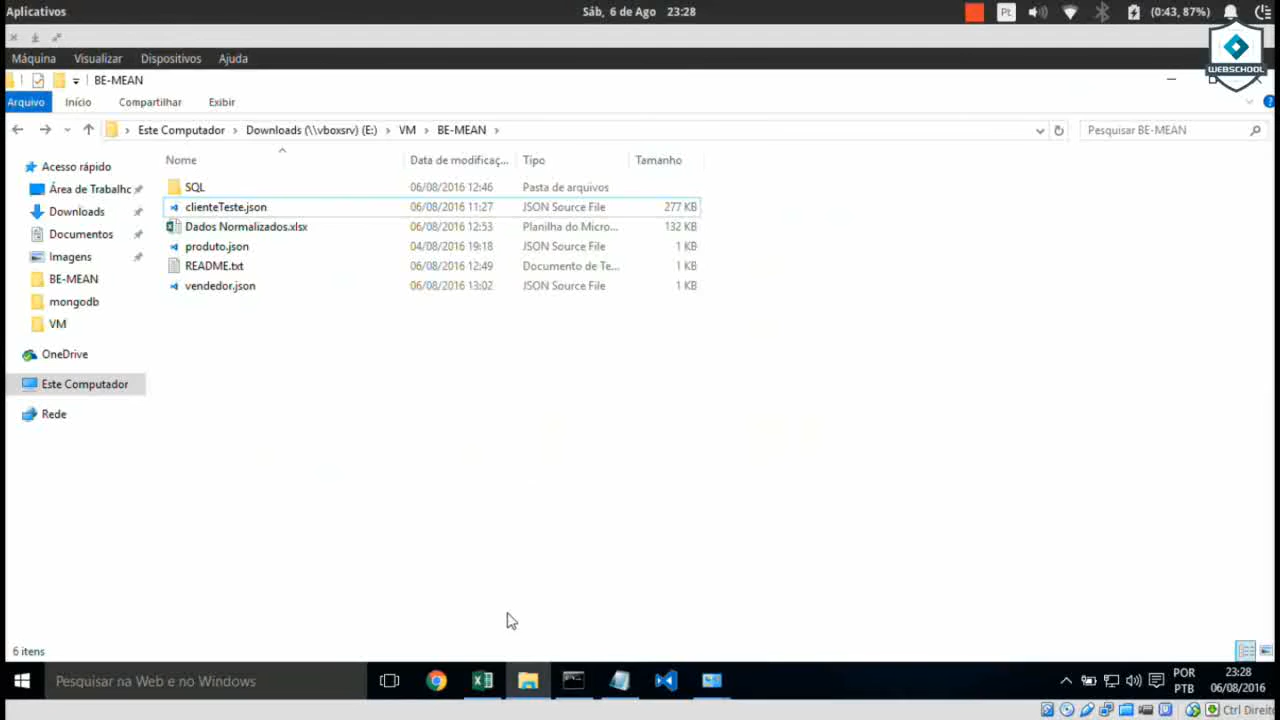 Aplicativos Sáb, 6 de Ago 23:28 Pt (0:43, 87%)
Máquina Visualizar Dispositivos Ajuda
WEBSCHOOL
BE-MEAN
Arquivo Início Compartilhar Exibir
Este Computador Downloads (\\vboxsrv) (E:) VM BE-MEAN Pesquisar BE-MEAN
Nome Data de modificaç... Tipo Tamanho
Acesso rápido
Área de Trabalho
Downloads
Documentos
Imagens
BE-MEAN
mongodb
VM
OneDrive
Este Computador
Rede
SQL 06/08/2016 12:46 Pasta de arquivos
clienteTeste.json 06/08/2016 11:27 JSON Source File 277 KB
Dados Normalizados.xlsx 06/08/2016 12:53 Planilha do Micro... 132 KB
produto.json 04/08/2016 19:18 JSON Source File 1 KB
README.txt 06/08/2016 12:49 Documento de Te... 1 KB
vendedor.json 06/08/2016 13:02 JSON Source File 1 KB
6 itens
Pesquisar na Web e no Windows
POR
PTB
23:28
06/08/2016
Ctrl Direito